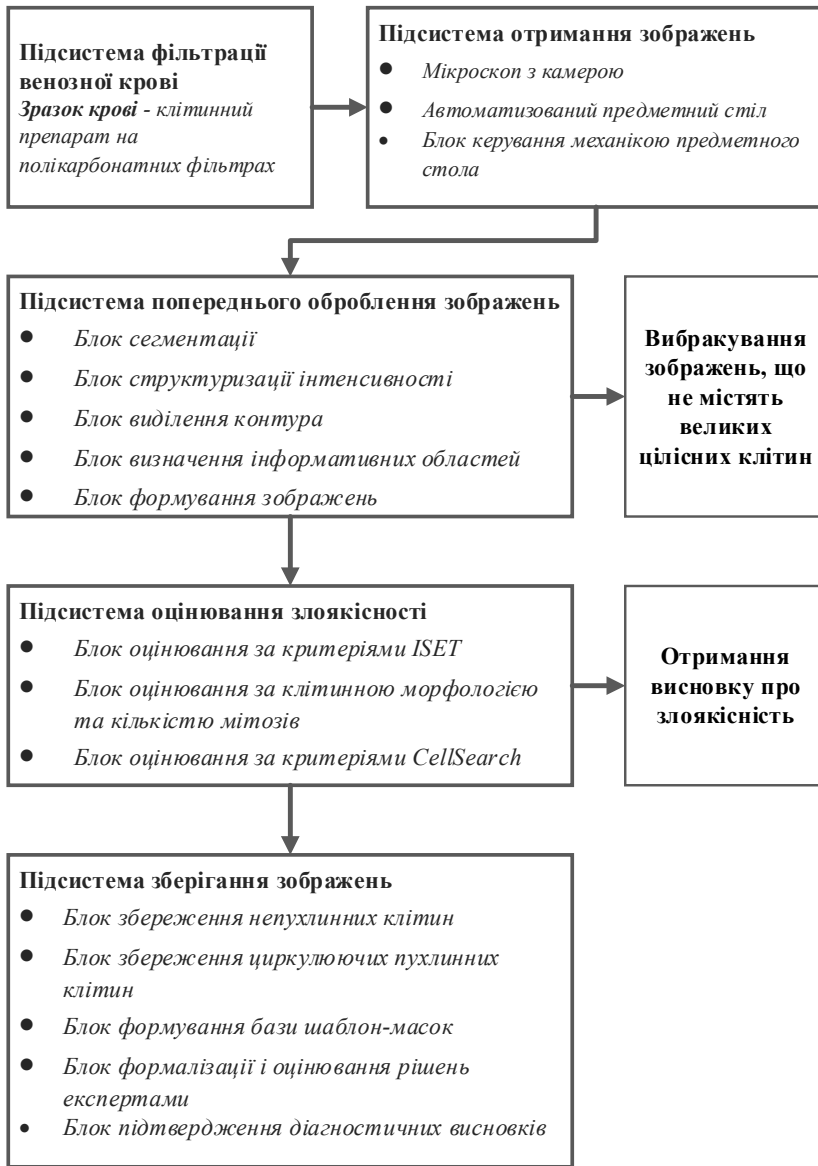 Підсистема фільтрації
венозної крові
Зразок крові - клітинний
препарат на
полікарбонатних фільтрах
Підсистема отримання зображень
● Мікроскоп з камерою
● Автоматизований предметний стіл
● Блок керування механікою предметного
стола
Підсистема попереднього оброблення зображень
● Блок сегментації
● Блок структуризації інтенсивності
● Блок виділення контура
● Блок визначення інформативних областей
● Блок формування зображень
Вибракування
зображень, що
не містять
великих
цілісних клітин
Підсистема оцінювання злоякісності
● Блок оцінювання за критеріями ISET
● Блок оцінювання за клітинною морфологією
та кількістю мітозів
● Блок оцінювання за критеріями CellSearch
Отримання
висновку про
злоякісність
Підсистема зберігання зображень
● Блок збереження непухлинних клітин
● Блок збереження циркулюючих пухлинних
клітин
● Блок формування бази шаблон-масок
● Блок формалізації і оцінювання рішень
експертами
● Блок підтвердження діагностичних висновків